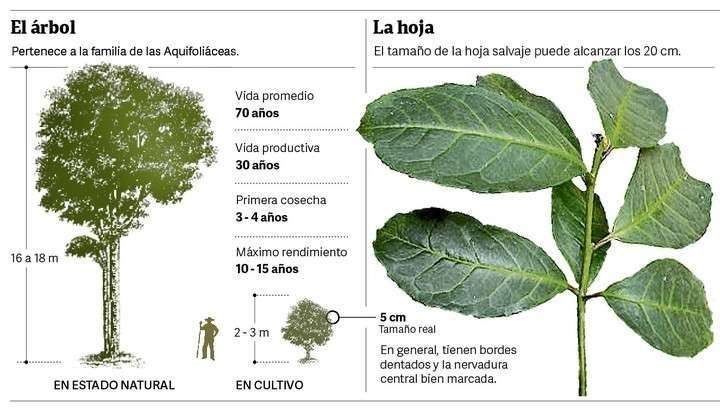 El árbol
Pertenece a la familia de las Aquifoliáceas.
16 a 18 m
EN ESTADO NATURAL
Vida promedio
70 años
Vida productiva
30 años
Primera cosecha
3 - 4 años
Máximo rendimiento
10 - 15 años
2 - 3 m
EN CULTIVO
La hoja
El tamaño de la hoja salvaje puede alcanzar los 20 cm.
5 cm
Tamaño real
En general, tienen bordes
dentados y la nervadura
central bien marcada.